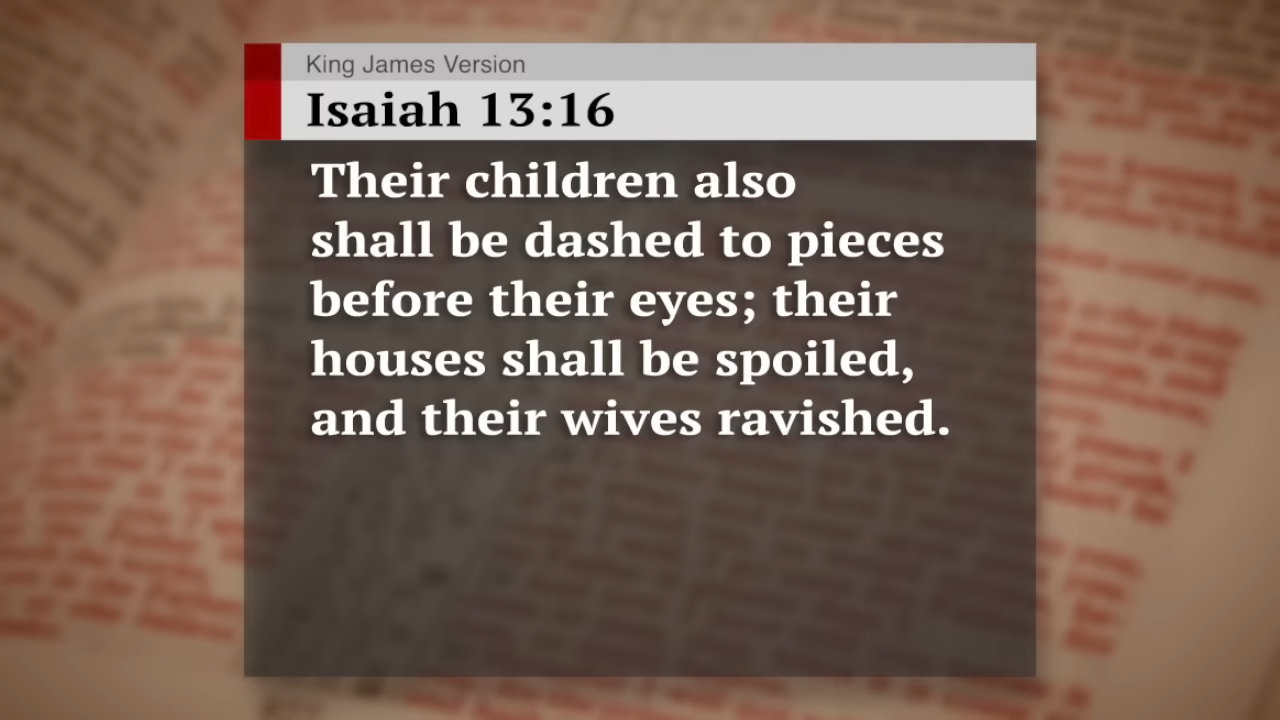 King James Version
Isaiah 13:16
Their children also
shall be dashed to pieces
before their eyes; their
houses shall be spoiled,
and their wives ravished.